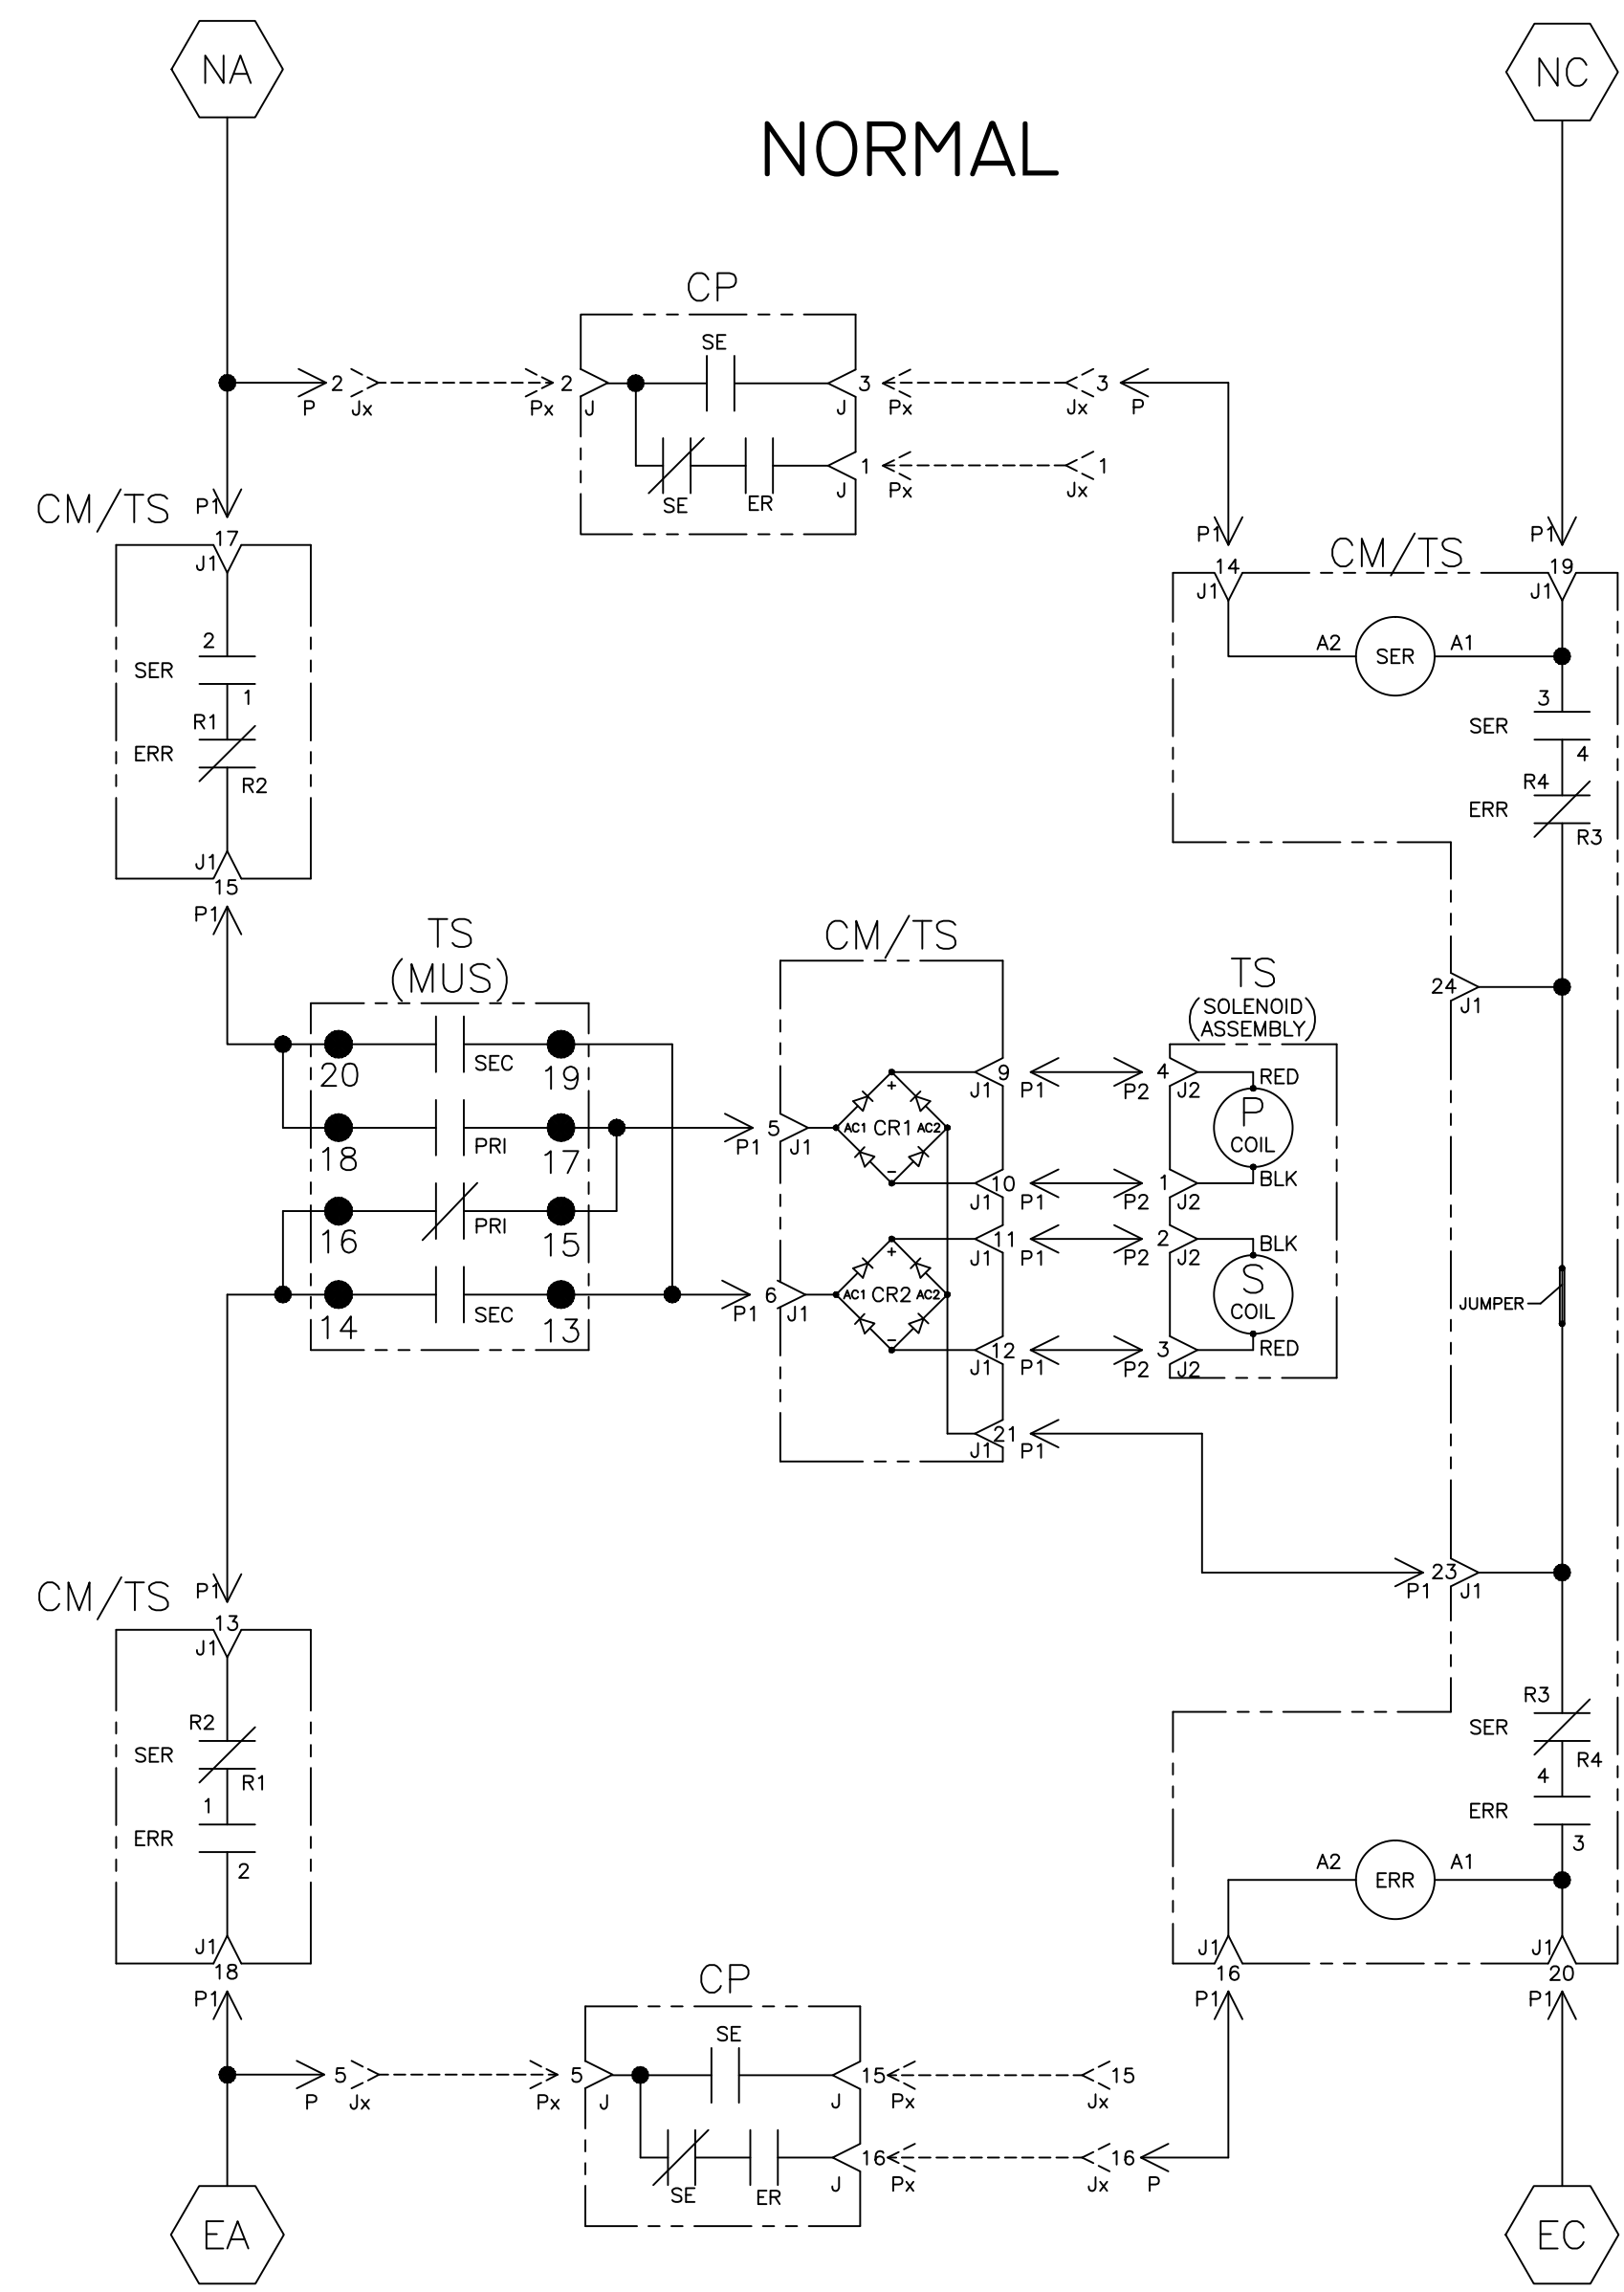 NA
NC
NORMAL
CP
SE
2
P
Jx
Px
2
J
3
J
Px
Jx
3
P
SE
ER
1
J
Px
Jx
1
CM/TS
P1
17
J1
2
SER
1
R1
ERR
R2
J1
15
P1
CM/TS
P1
14
J1
P1
19
J1
A2
SER
A1
3
SER
4
R4
ERR
R3
TS
(MUS)
20
SEC
19
18
PRI
17
16
PRI
15
14
SEC
13
CM/TS
P1
5
J1
AC1
CR1
AC2
+
−
P1
6
J1
AC1
CR2
AC2
+
−
9
J1
P1
10
J1
P1
11
J1
P1
12
J1
P1
21
J1
P1
TS
(SOLENOID)
(ASSEMBLY)
P2
4
J2
RED
P
COIL
P2
1
J2
BLK
P2
2
J2
BLK
S
COIL
P2
3
J2
RED
24
J1
JUMPER
P1
23
J1
CM/TS
P1
13
J1
R2
SER
R1
1
ERR
2
J1
18
P1
R3
SER
R4
4
ERR
3
A2
ERR
A1
J1
16
P1
J1
20
P1
CP
SE
5
P
Jx
Px
5
J
15
J
Px
Jx
15
SE
ER
16
J
Px
Jx
16
P
EA
EC